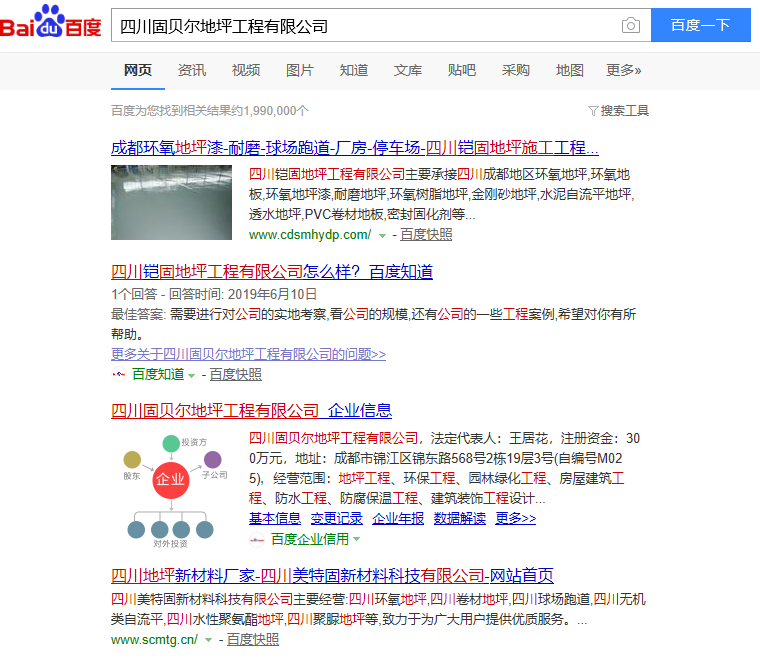 Bai du 百度
四川固贝尔地坪工程有限公司
百度一下
网页 资讯 视频 图片 知道 文库 贴吧 采购 地图 更多»
百度为您找到相关结果约1,990,000个
搜索工具
成都环氧地坪漆-耐磨-球场跑道-厂房-停车场-四川铠固地坪施工工程...
四川铠固地坪工程有限公司主要承接四川成都地区环氧地坪,环氧地
板,环氧地坪漆,耐磨地坪,环氧树脂地坪,金刚砂地坪,水泥自流平地坪,
透水地坪,PVC卷材地板,密封固化剂等...
www.cdsmhydp.com/ - 百度快照
四川铠固地坪工程有限公司怎么样？_百度知道
1个回答 - 回答时间: 2019年6月10日
最佳答案: 需要进行对公司的实地考察,看公司的规模,还有公司的一些工程案例,希望对你有所
帮助。
更多关于四川固贝尔地坪工程有限公司的问题>>
百度知道 - 百度快照
四川固贝尔地坪工程有限公司_企业信息
投资方
股东
企业
子公司
对外投资
四川固贝尔地坪工程有限公司，法定代表人：王居花，注册资金：30
0万元，地址：成都市锦江区锦东路568号2栋19层3号(自编号M02
5)，经营范围：地坪工程、环保工程、园林绿化工程、房屋建筑工
程、防水工程、防腐保温工程、建筑装饰工程设计...
基本信息 变更记录 企业年报 数据解读 更多>>
百度企业信用
四川地坪新材料厂家-四川美特固新材料科技有限公司-网站首页
四川美特固新材料科技有限公司主要经营:四川环氧地坪,四川卷材地坪,四川球场跑道,四川无机
类自流平,四川水性聚氨酯地坪,四川聚脲地坪等,致力于为广大用户提供优质服务。...
www.scmtg.cn/ - 百度快照